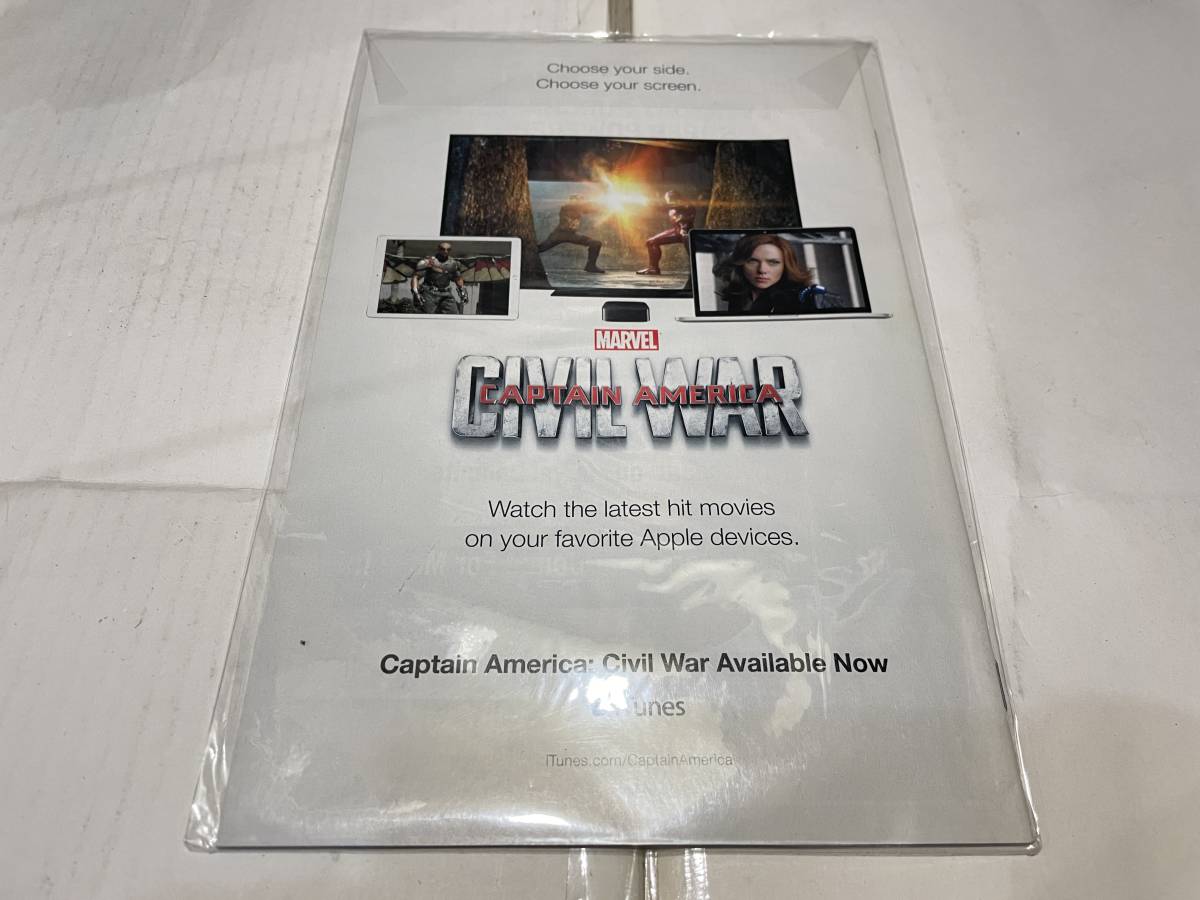 Choose your side.
Choose your screen.
MARVEL
CAPTAIN AMERICA
CIVIL WAR
Watch the latest hit movies
on your favorite Apple devices.
Captain America: Civil War Available Now
iTunes.com/CaptainAmerica